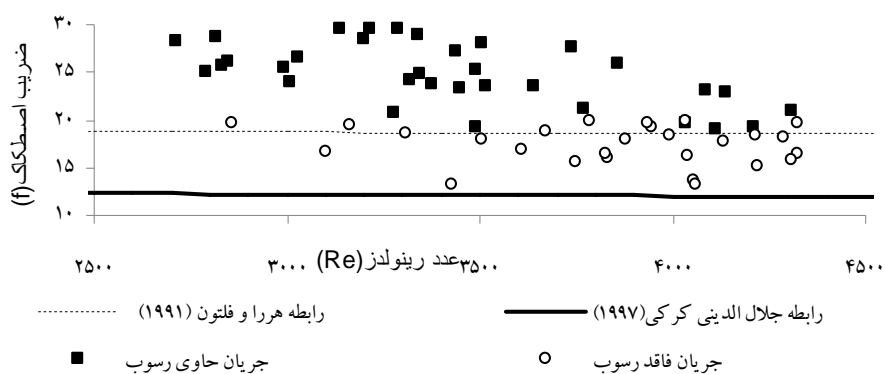 ۳۰
۲۵
۲۰
۱۵
۱۰
ضریب اصطکاک(f)
۲۵۰۰ ۳۰۰۰ ۳۵۰۰ ۴۰۰۰ ۴۵۰۰
عدد رینولدز(Re)
رابطه جلال الدینی کرکی(۱۹۹۷)
رابطه هررا و فلتون (۱۹۹۱)
جریان فاقد رسوب
جریان حاوی رسوب